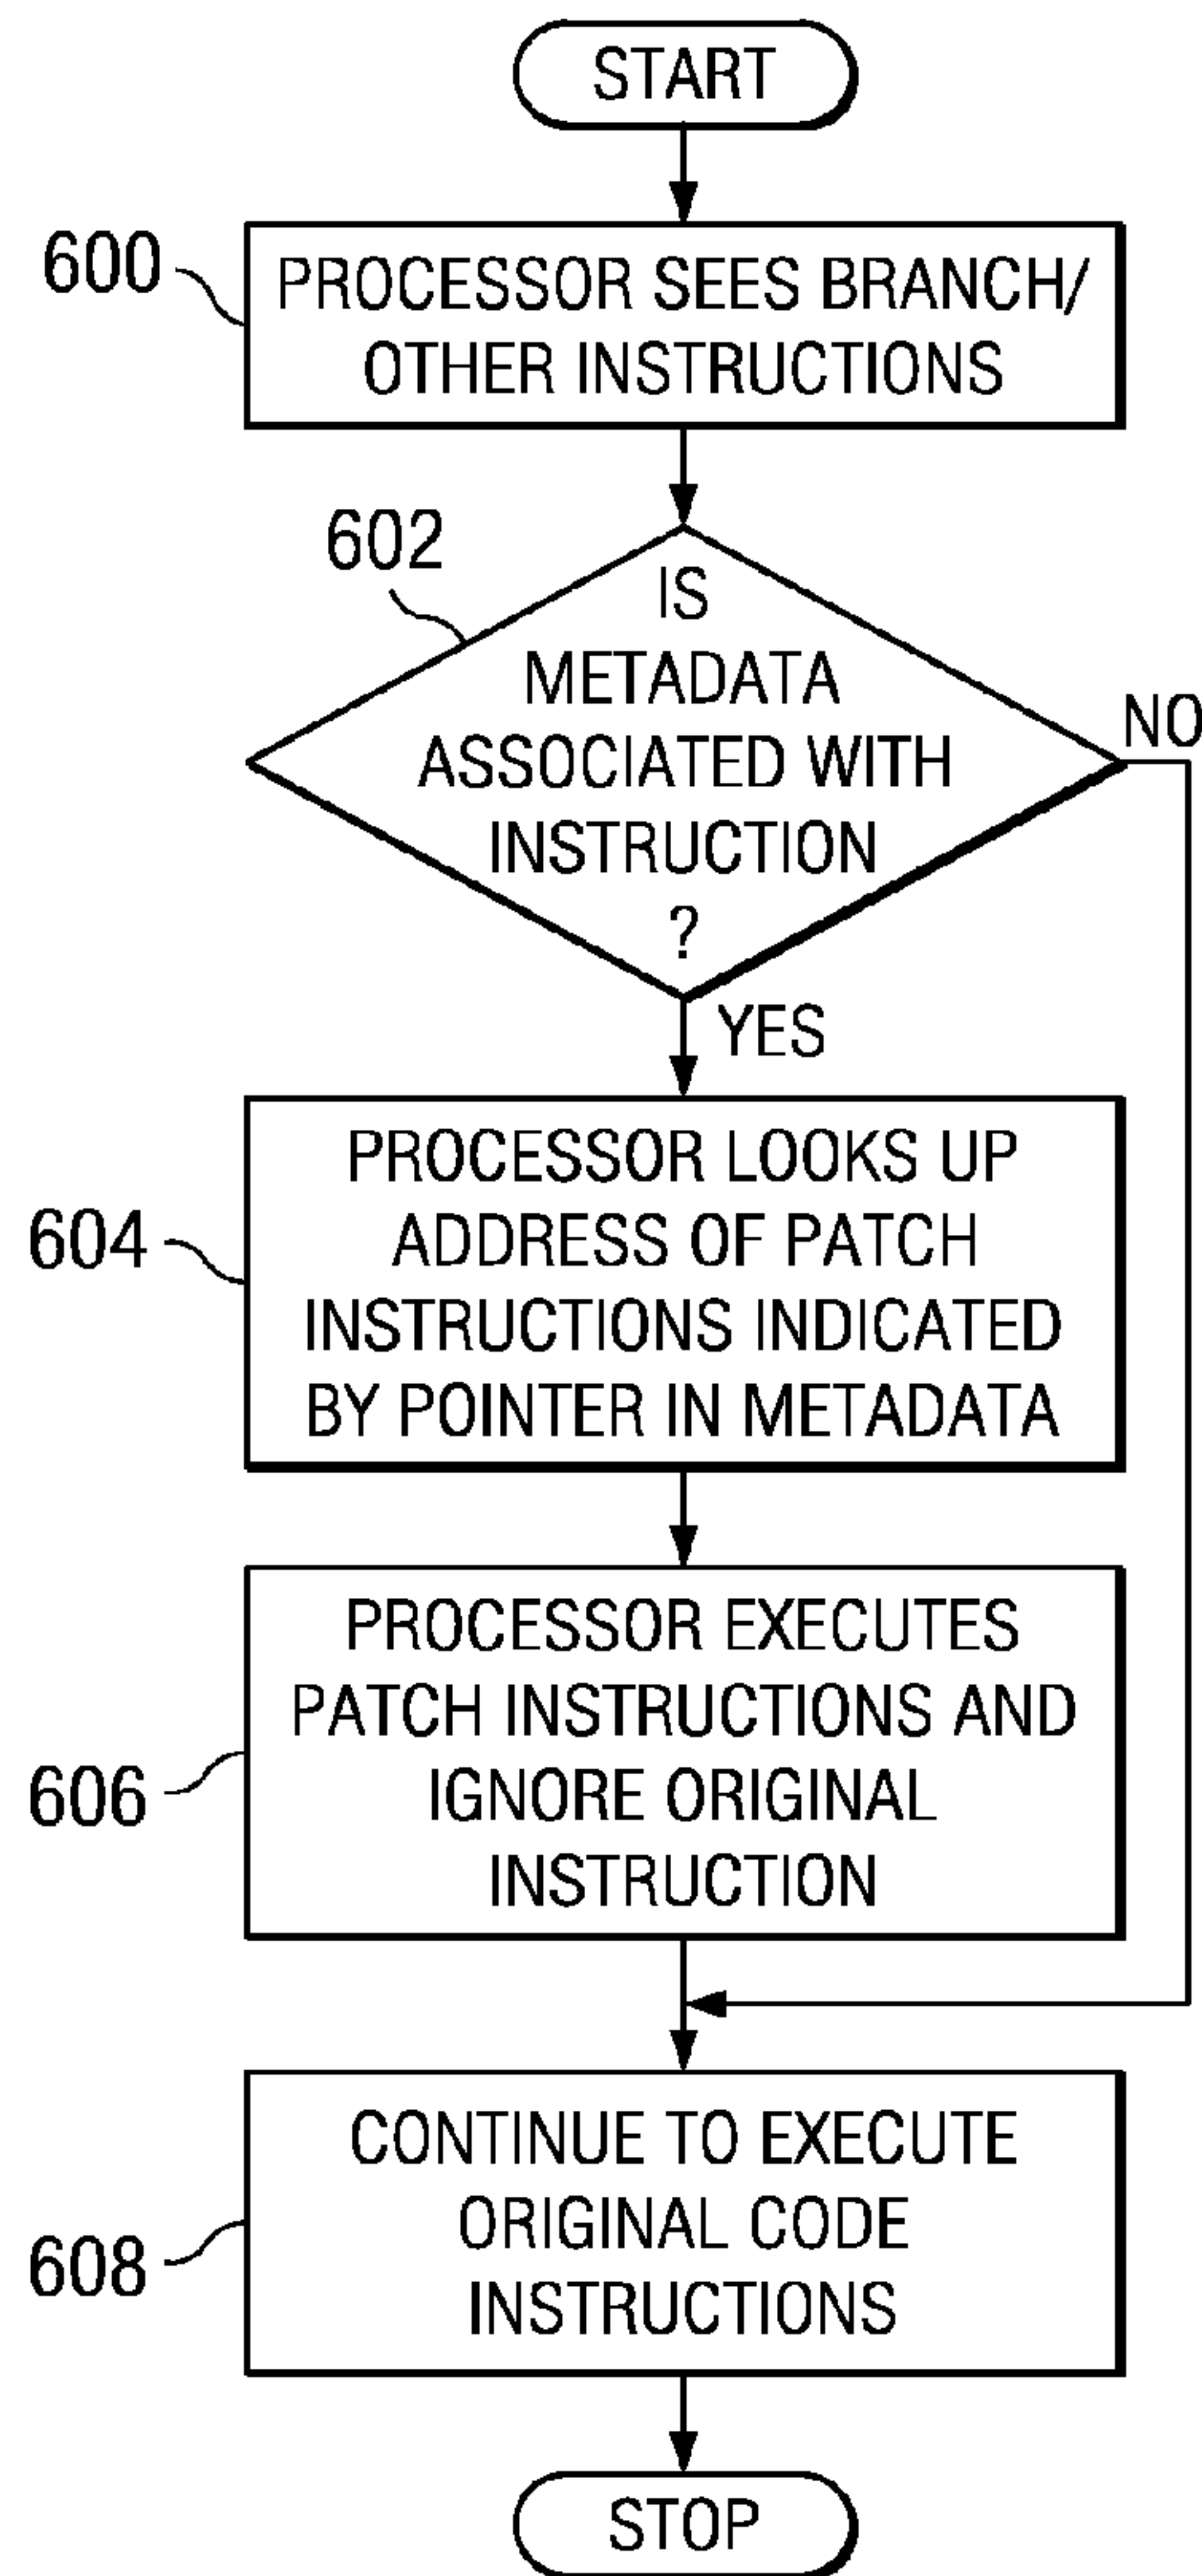 START
600
PROCESSOR SEES BRANCH/
OTHER INSTRUCTIONS
602
IS
METADATA
ASSOCIATED WITH
INSTRUCTION
?
NO
YES
604
PROCESSOR LOOKS UP
ADDRESS OF PATCH
INSTRUCTIONS INDICATED
BY POINTER IN METADATA
606
PROCESSOR EXECUTES
PATCH INSTRUCTIONS AND
IGNORE ORIGINAL
INSTRUCTION
608
CONTINUE TO EXECUTE
ORIGINAL CODE
INSTRUCTIONS
STOP